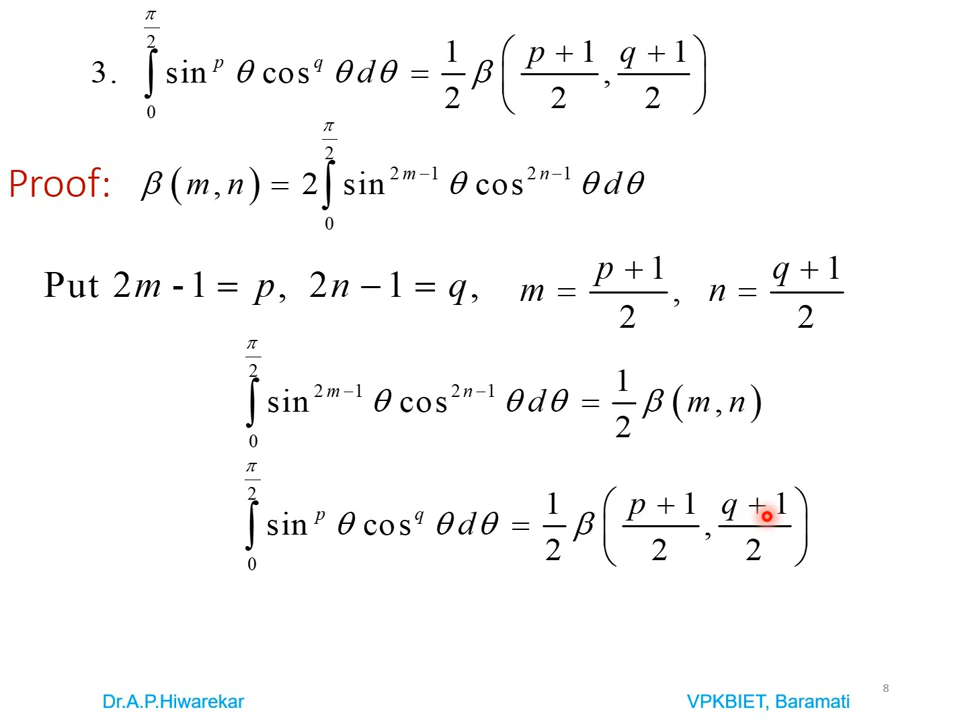 3. ∫₀^(π/2) sin^p θ cos^q θ dθ = 1/2 β((p + 1)/2, (q + 1)/2)
Proof: β(m, n) = 2∫₀^(π/2) sin^(2m−1) θ cos^(2n−1) θ dθ
Put 2m - 1 = p, 2n − 1 = q, m = (p + 1)/2, n = (q + 1)/2
∫₀^(π/2) sin^(2m−1) θ cos^(2n−1) θ dθ = 1/2 β(m, n)
∫₀^(π/2) sin^p θ cos^q θ dθ = 1/2 β((p + 1)/2, (q + 1)/2)
Dr.A.P.Hiwarekar VPKBIET, Baramati 8